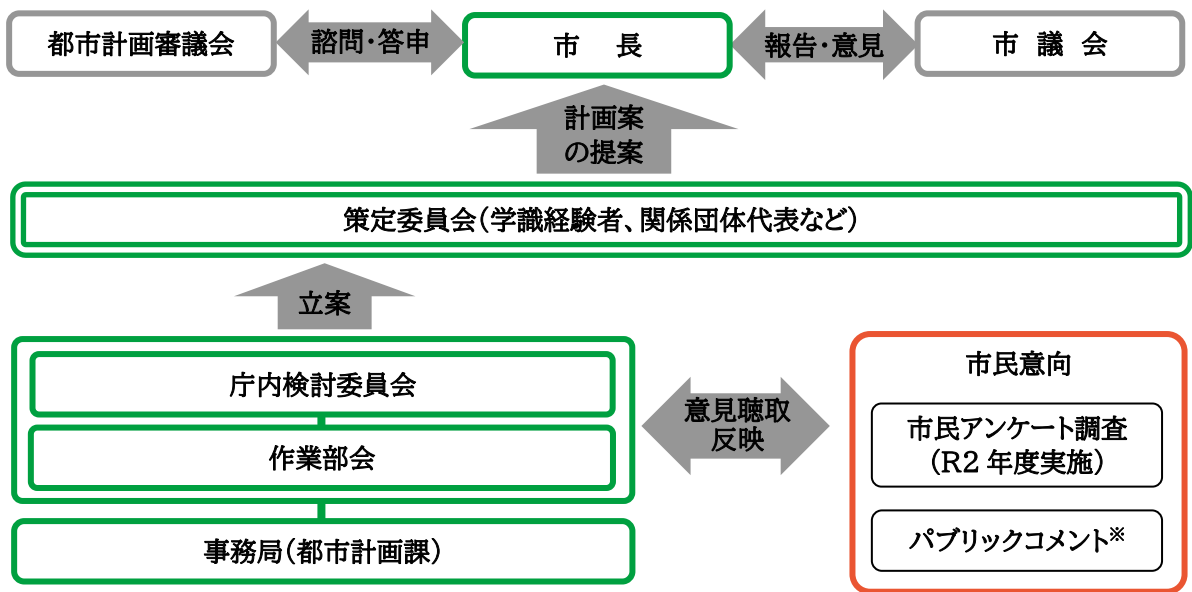 都市計画審議会
諮問・答申
市 長
報告・意見
市 議 会
計画案
の提案
策定委員会（学識経験者、関係団体代表など）
立案
庁内検討委員会
作業部会
事務局（都市計画課）
意見聴取
反映
市民意向
市民アンケート調査
（R2 年度実施）
パブリックコメント※